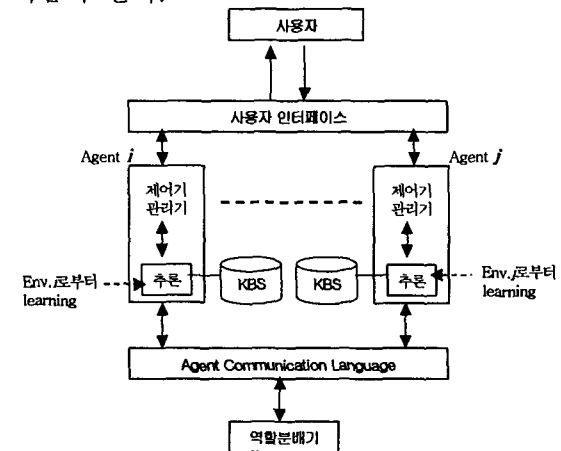 사용자
사용자 인터페이스
Agent i
Agent j
제어기
관리기
제어기
관리기
추론
KBS
KBS
추론
Env.i로부터
learning
Env.j로부터
learning
Agent Communication Language
역할분배기